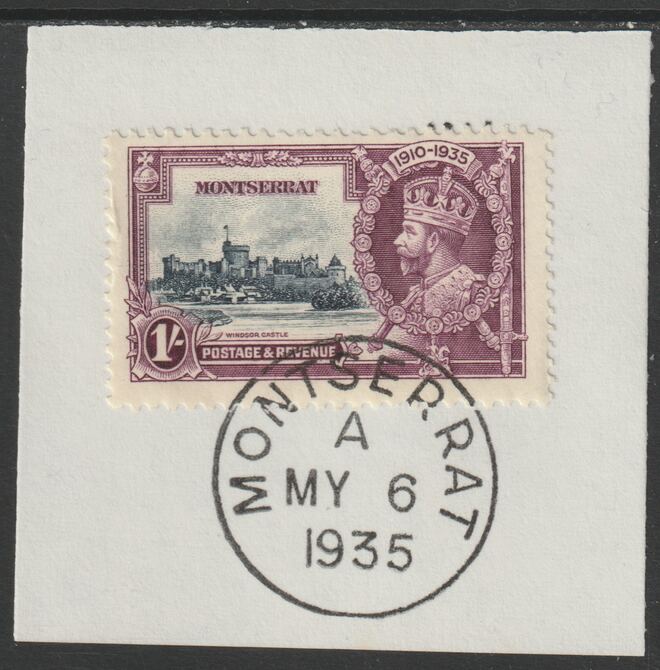 1910-1935
MONTSERRAT
WINDSOR CASTLE
1/-
POSTAGE & REVENUE
MONTSERRAT
A
MY 6
1935